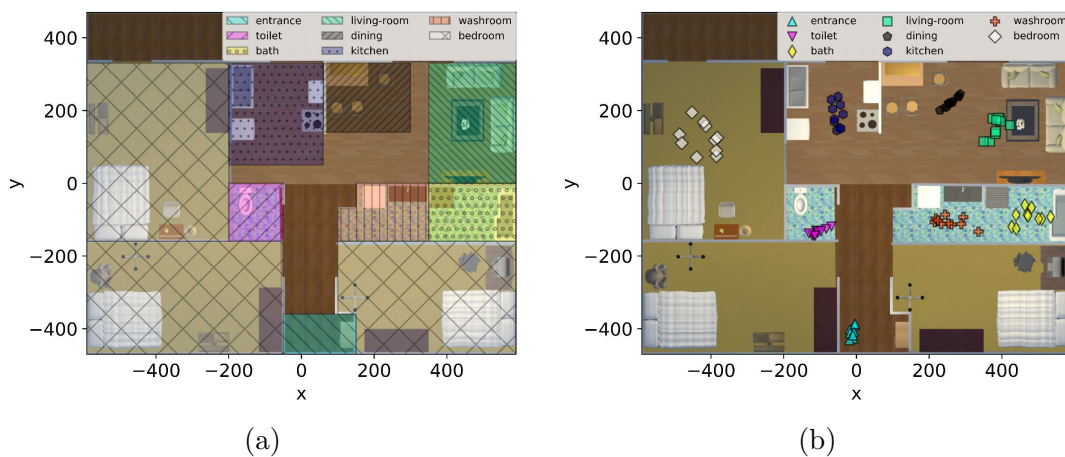 entrance living-room washroom
toilet dining bedroom
bath kitchen
400
200
0
−200
−400
y
−400 −200 0 200 400
x
(a)
entrance living-room washroom
toilet dining bedroom
bath kitchen
400
200
0
−200
−400
y
−400 −200 0 200 400
x
(b)